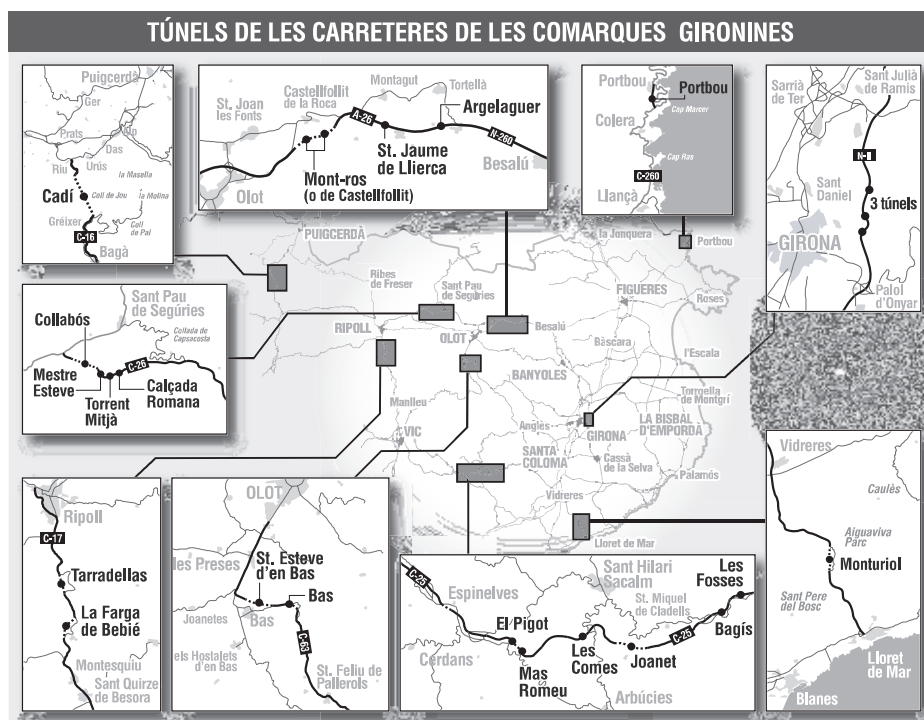 TÚNELS DE LES CARRETERES DE LES COMARQUES GIRONINES
Puigcerdà
Ger
Prats
Das
Alp
Riu
Urús
la Masella
Cadí
Coll de Jou
la Molina
Gréixer
Coll
de Pal
C-16
Bagà
St. Joan
les Fonts
Castellfollit
de la Roca
Montagut
Tortellà
Argelaguer
A-26
N-260
St. Jaume
de Llierca
Besalú
Mont-ros
(o de Castellfollit)
Olot
Portbou
Portbou
Cap Marcer
Colera
Cap Ras
C-260
Llançà
Sarrià
de Ter
Sant Julià
de Ramis
N-II
Sant
Daniel
3 túnels
GIRONA
Palol
d'Onyar
Sant Pau
de Segúries
Collabós
Collada de
Capsacosta
C-26
Mestre
Esteve
Calçada
Romana
Torrent
Mitjà
PUIGCERDÀ
la Jonquera
Portbou
Ribes
de Freser
Sant Pau
de Segúries
FIGUERES
Roses
RIPOLL
OLOT
Besalú
Bàscara
l'Escala
BANYOLES
Torroella
de Montgrí
Manlleu
VIC
Anglès
GIRONA
LA BISBAL
D'EMPORDÀ
SANTA
COLOMA
Cassà
de la Selva
Palamós
Vidreres
Lloret de Mar
Ripoll
C-17
Tarradellas
La Farga
de Bebié
Montesquiu
Sant Quirze
de Besora
OLOT
les Preses
St. Esteve
d'en Bas
Bas
Joanetes
Bas
els Hostalets
d'en Bas
C-63
St. Feliu de
Pallerols
C-25
Espinelves
Sant Hilari
Sacalm
St. Miquel
de Cladells
Les
Fosses
El Pigot
Cerdans
Mas
Romeu
Les
Comes
Joanet
C-25
Bagís
Arbúcies
Vidreres
Caulès
Aiguaviva
Parc
Monturiol
Sant Pere
del Bosc
Lloret
de Mar
Blanes